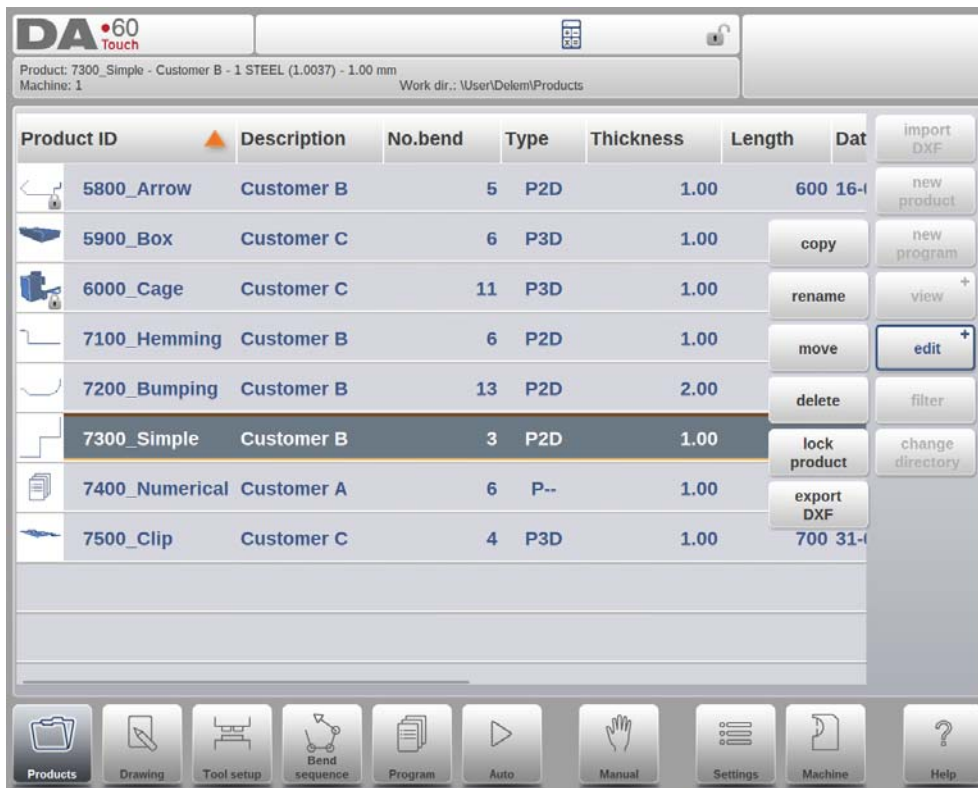 DA•60
Touch
Product: 7300_Simple - Customer B - 1 STEEL (1.0037) - 1.00 mm
Machine: 1 Work dir.: \User\Delem\Products
Product ID Description No.bend Type Thickness Length Dat
5800_Arrow Customer B 5 P2D 1.00 600 16-0
5900_Box Customer C 6 P3D 1.00
6000_Cage Customer C 11 P3D 1.00
7100_Hemming Customer B 6 P2D 1.00
7200_Bumping Customer B 13 P2D 2.00
7300_Simple Customer B 3 P2D 1.00
7400_Numerical Customer A 6 P-- 1.00
7500_Clip Customer C 4 P3D 1.00 700 31-0
copy
rename
move
delete
lock
product
export
DXF
import
DXF
new
product
new
program
view +
edit +
filter
change
directory
Products Drawing Tool setup Bend
sequence Program Auto Manual Settings Machine Help